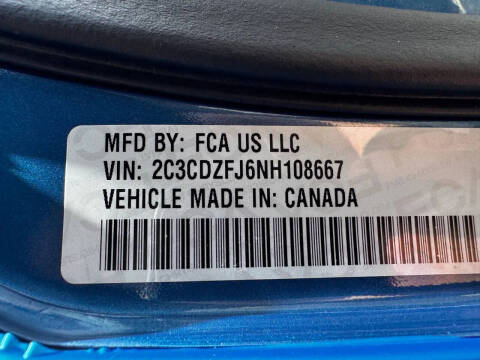 MFD BY: FCA US LLC
VIN: 2C3CDZFJ6NH108667
VEHICLE MADE IN: CANADA